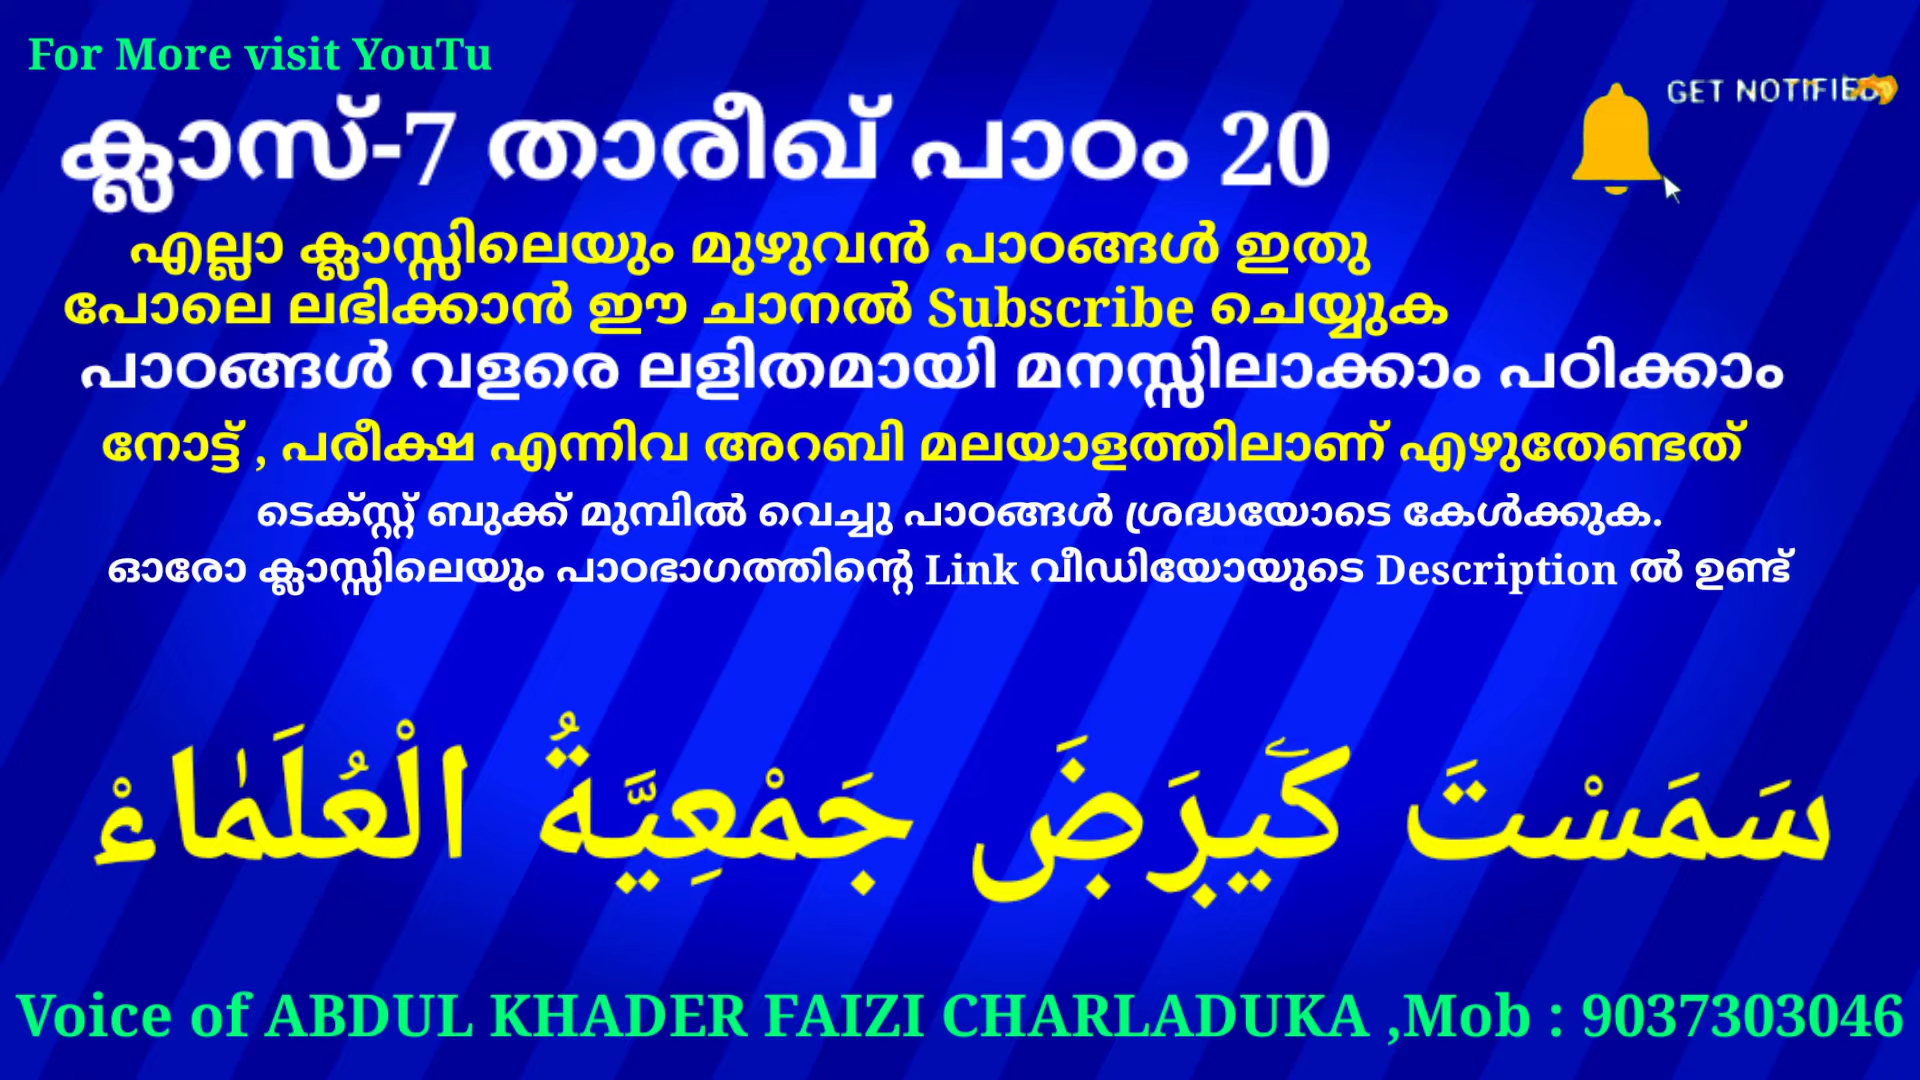 For More visit YouTu
GET NOTIFIED
ക്ലാസ്-7 താരീഖ് പാഠം 20
എല്ലാ ക്ലാസ്സിലെയും മുഴുവൻ പാഠങ്ങൾ ഇതു
പോലെ ലഭിക്കാൻ ഈ ചാനൽ Subscribe ചെയ്യുക
പാഠങ്ങൾ വളരെ ലളിതമായി മനസ്സിലാക്കാം പഠിക്കാം
നോട്ട് , പരീക്ഷ എന്നിവ അറബി മലയാളത്തിലാണ് എഴുതേണ്ടത്
ടെക്സ്റ്റ് ബുക്ക് മുമ്പിൽ വെച്ചു പാഠങ്ങൾ ശ്രദ്ധയോടെ കേൾക്കുക.
ഓരോ ക്ലാസ്സിലെയും പാഠഭാഗത്തിന്റെ Link വീഡിയോയുടെ Description ൽ ഉണ്ട്
سَمَسْتَ كَيࣺرَضَ جَمْعِيَّةُ الْعُلَمٰاءْ
Voice of ABDUL KHADER FAIZI CHARLADUKA ,Mob : 9037303046